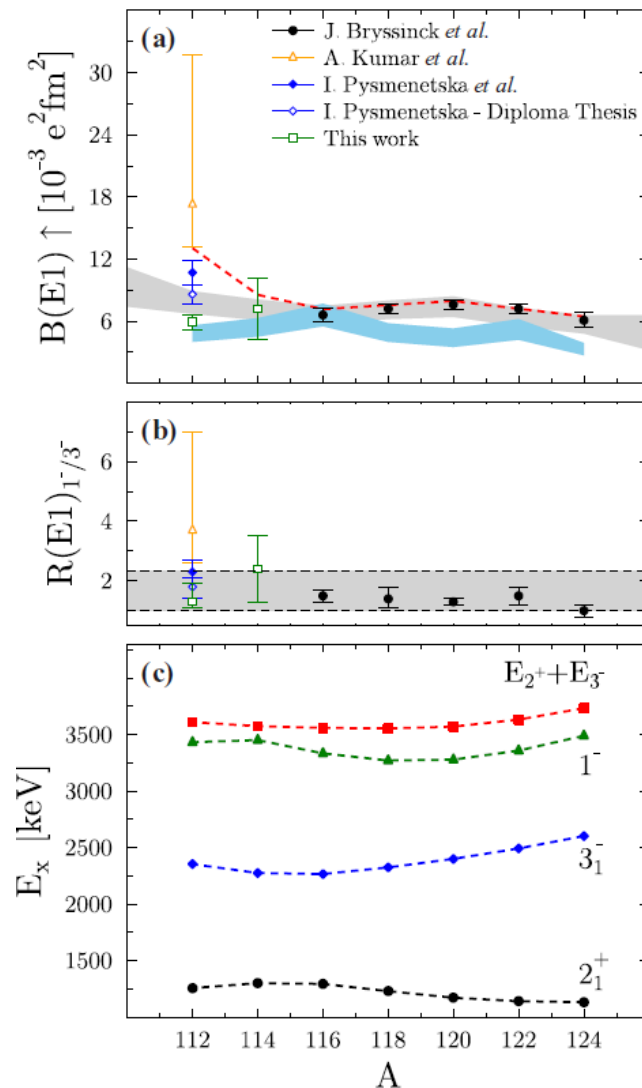 (a)
J. Bryssinck et al.
A. Kumar et al.
I. Pysmenetska et al.
I. Pysmenetska - Diploma Thesis
This work
B(E1) ↑ [10⁻³ e²fm²]
30
24
18
12
6
(b)
R(E1)₁⁻/₃⁻
6
4
2
(c)
E₂⁺+E₃⁻
1⁻
3₁⁻
2₁⁺
Eₓ [keV]
3500
3000
2500
2000
1500
112 114 116 118 120 122 124
A